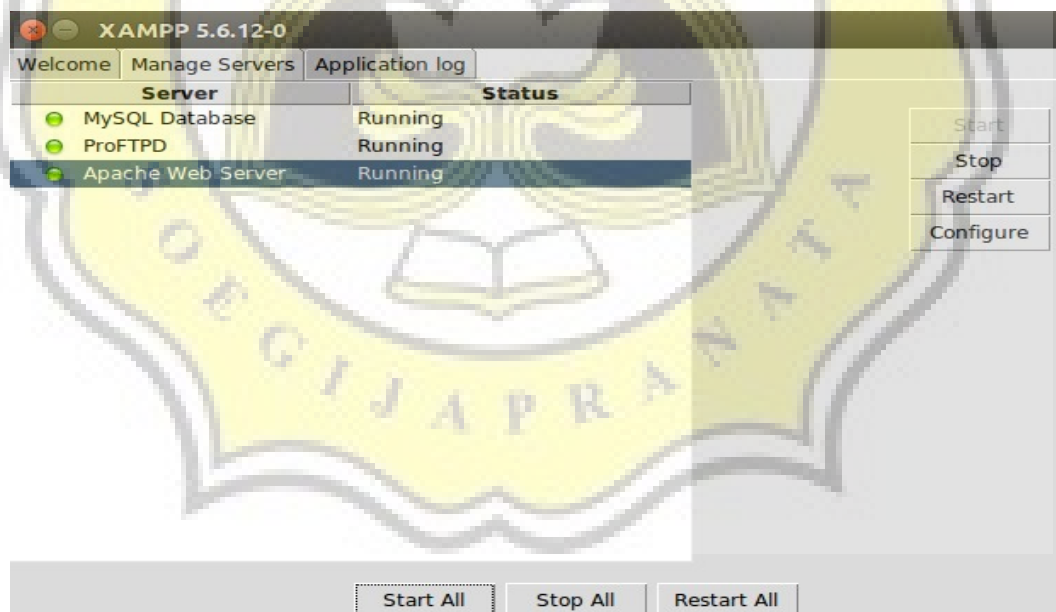 XAMPP 5.6.12-0
Welcome Manage Servers Application log
Server Status
MySQL Database Running
ProFTPD Running
Apache Web Server Running
Start
Stop
Restart
Configure
OEGIJAPRANATA
Start All Stop All Restart All